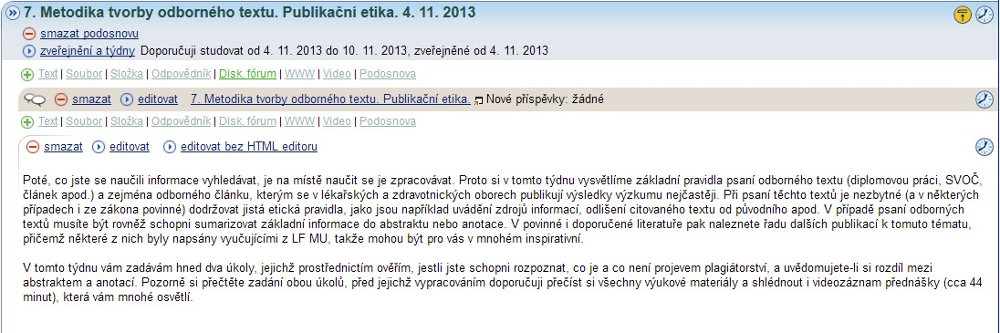 7. Metodika tvorby odborného textu. Publikační etika. 4. 11. 2013
smazat podosnovu
zveřejnění a týdny Doporučuji studovat od 4. 11. 2013 do 10. 11. 2013, zveřejněné od 4. 11. 2013
Text | Soubor | Složka | Odpovědník | Disk. fórum | WWW | Video | Podosnova
smazat editovat 7. Metodika tvorby odborného textu. Publikační etika. Nové příspěvky: žádné
Text | Soubor | Složka | Odpovědník | Disk. fórum | WWW | Video | Podosnova
smazat editovat editovat bez HTML editoru
Poté, co jste se naučili informace vyhledávat, je na místě naučit se je zpracovávat. Proto si v tomto týdnu vysvětlíme základní pravidla psaní odborného textu (diplomovou práci, SVOČ,
článek apod.) a zejména odborného článku, kterým se v lékařských a zdravotnických oborech publikují výsledky výzkumu nejčastěji. Při psaní těchto textů je nezbytné (a v některých
případech i ze zákona povinné) dodržovat jistá etická pravidla, jako jsou například uvádění zdrojů informací, odlišení citovaného textu od původního apod. V případě psaní odborných
textů musíte být rovněž schopni sumarizovat základní informace do abstraktu nebo anotace. V povinné i doporučené literatuře pak naleznete řadu dalších publikací k tomuto tématu,
přičemž některé z nich byly napsány vyučujícími z LF MU, takže mohou být pro vás v mnohém inspirativní.
V tomto týdnu vám zadávám hned dva úkoly, jejichž prostřednictím ověřím, jestli jste schopni rozpoznat, co je a co není projevem plagiátorství, a uvědomujete-li si rozdíl mezi
abstraktem a anotací. Pozorně si přečtěte zadání obou úkolů, před jejichž vypracováním doporučuji přečíst si všechny výukové materiály a shlédnout i videozáznam přednášky (cca 44
minut), která vám mnohé osvětlí.